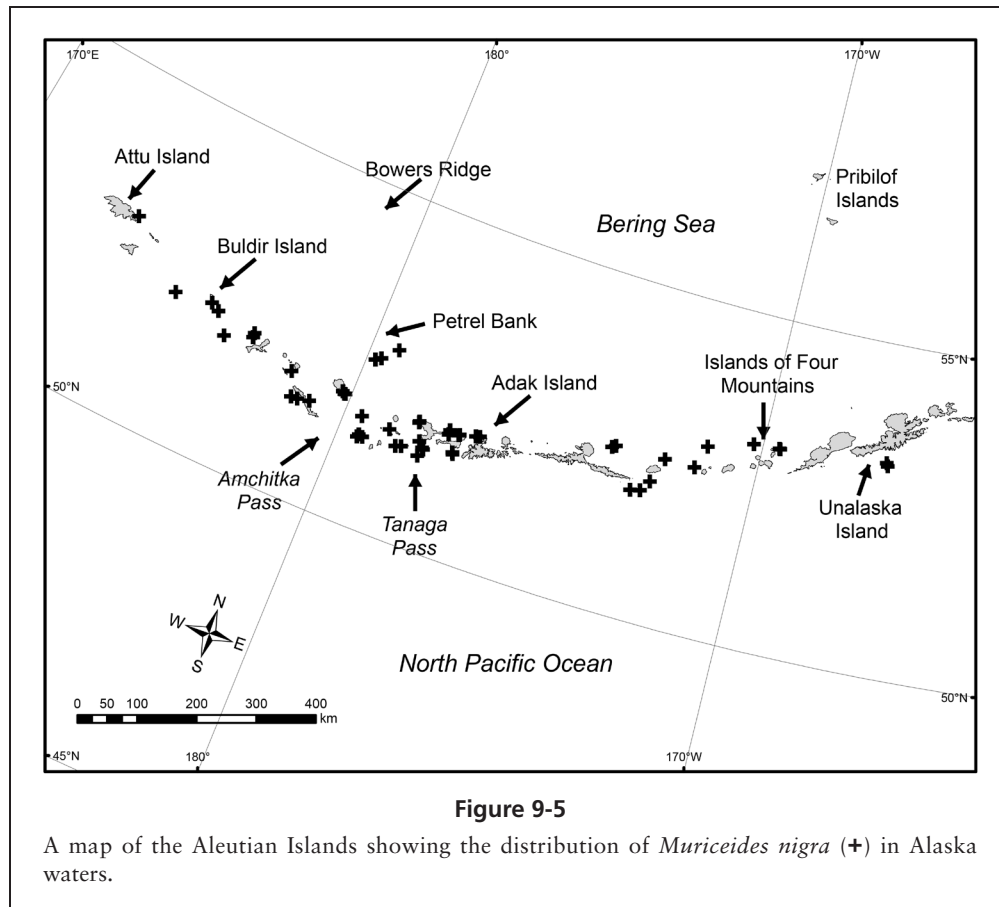 170°E
180°
170°W
Attu Island
Bowers Ridge
Pribilof
Islands
Bering Sea
Buldir Island
Petrel Bank
55°N
Islands of Four
Mountains
50°N
Adak Island
Amchitka
Pass
Tanaga
Pass
Unalaska
Island
N
W
E
S
North Pacific Ocean
0 50 100 200 300 400
km
50°N
45°N
180°
170°W
Figure 9-5
A map of the Aleutian Islands showing the distribution of Muriceides nigra (+) in Alaska
waters.